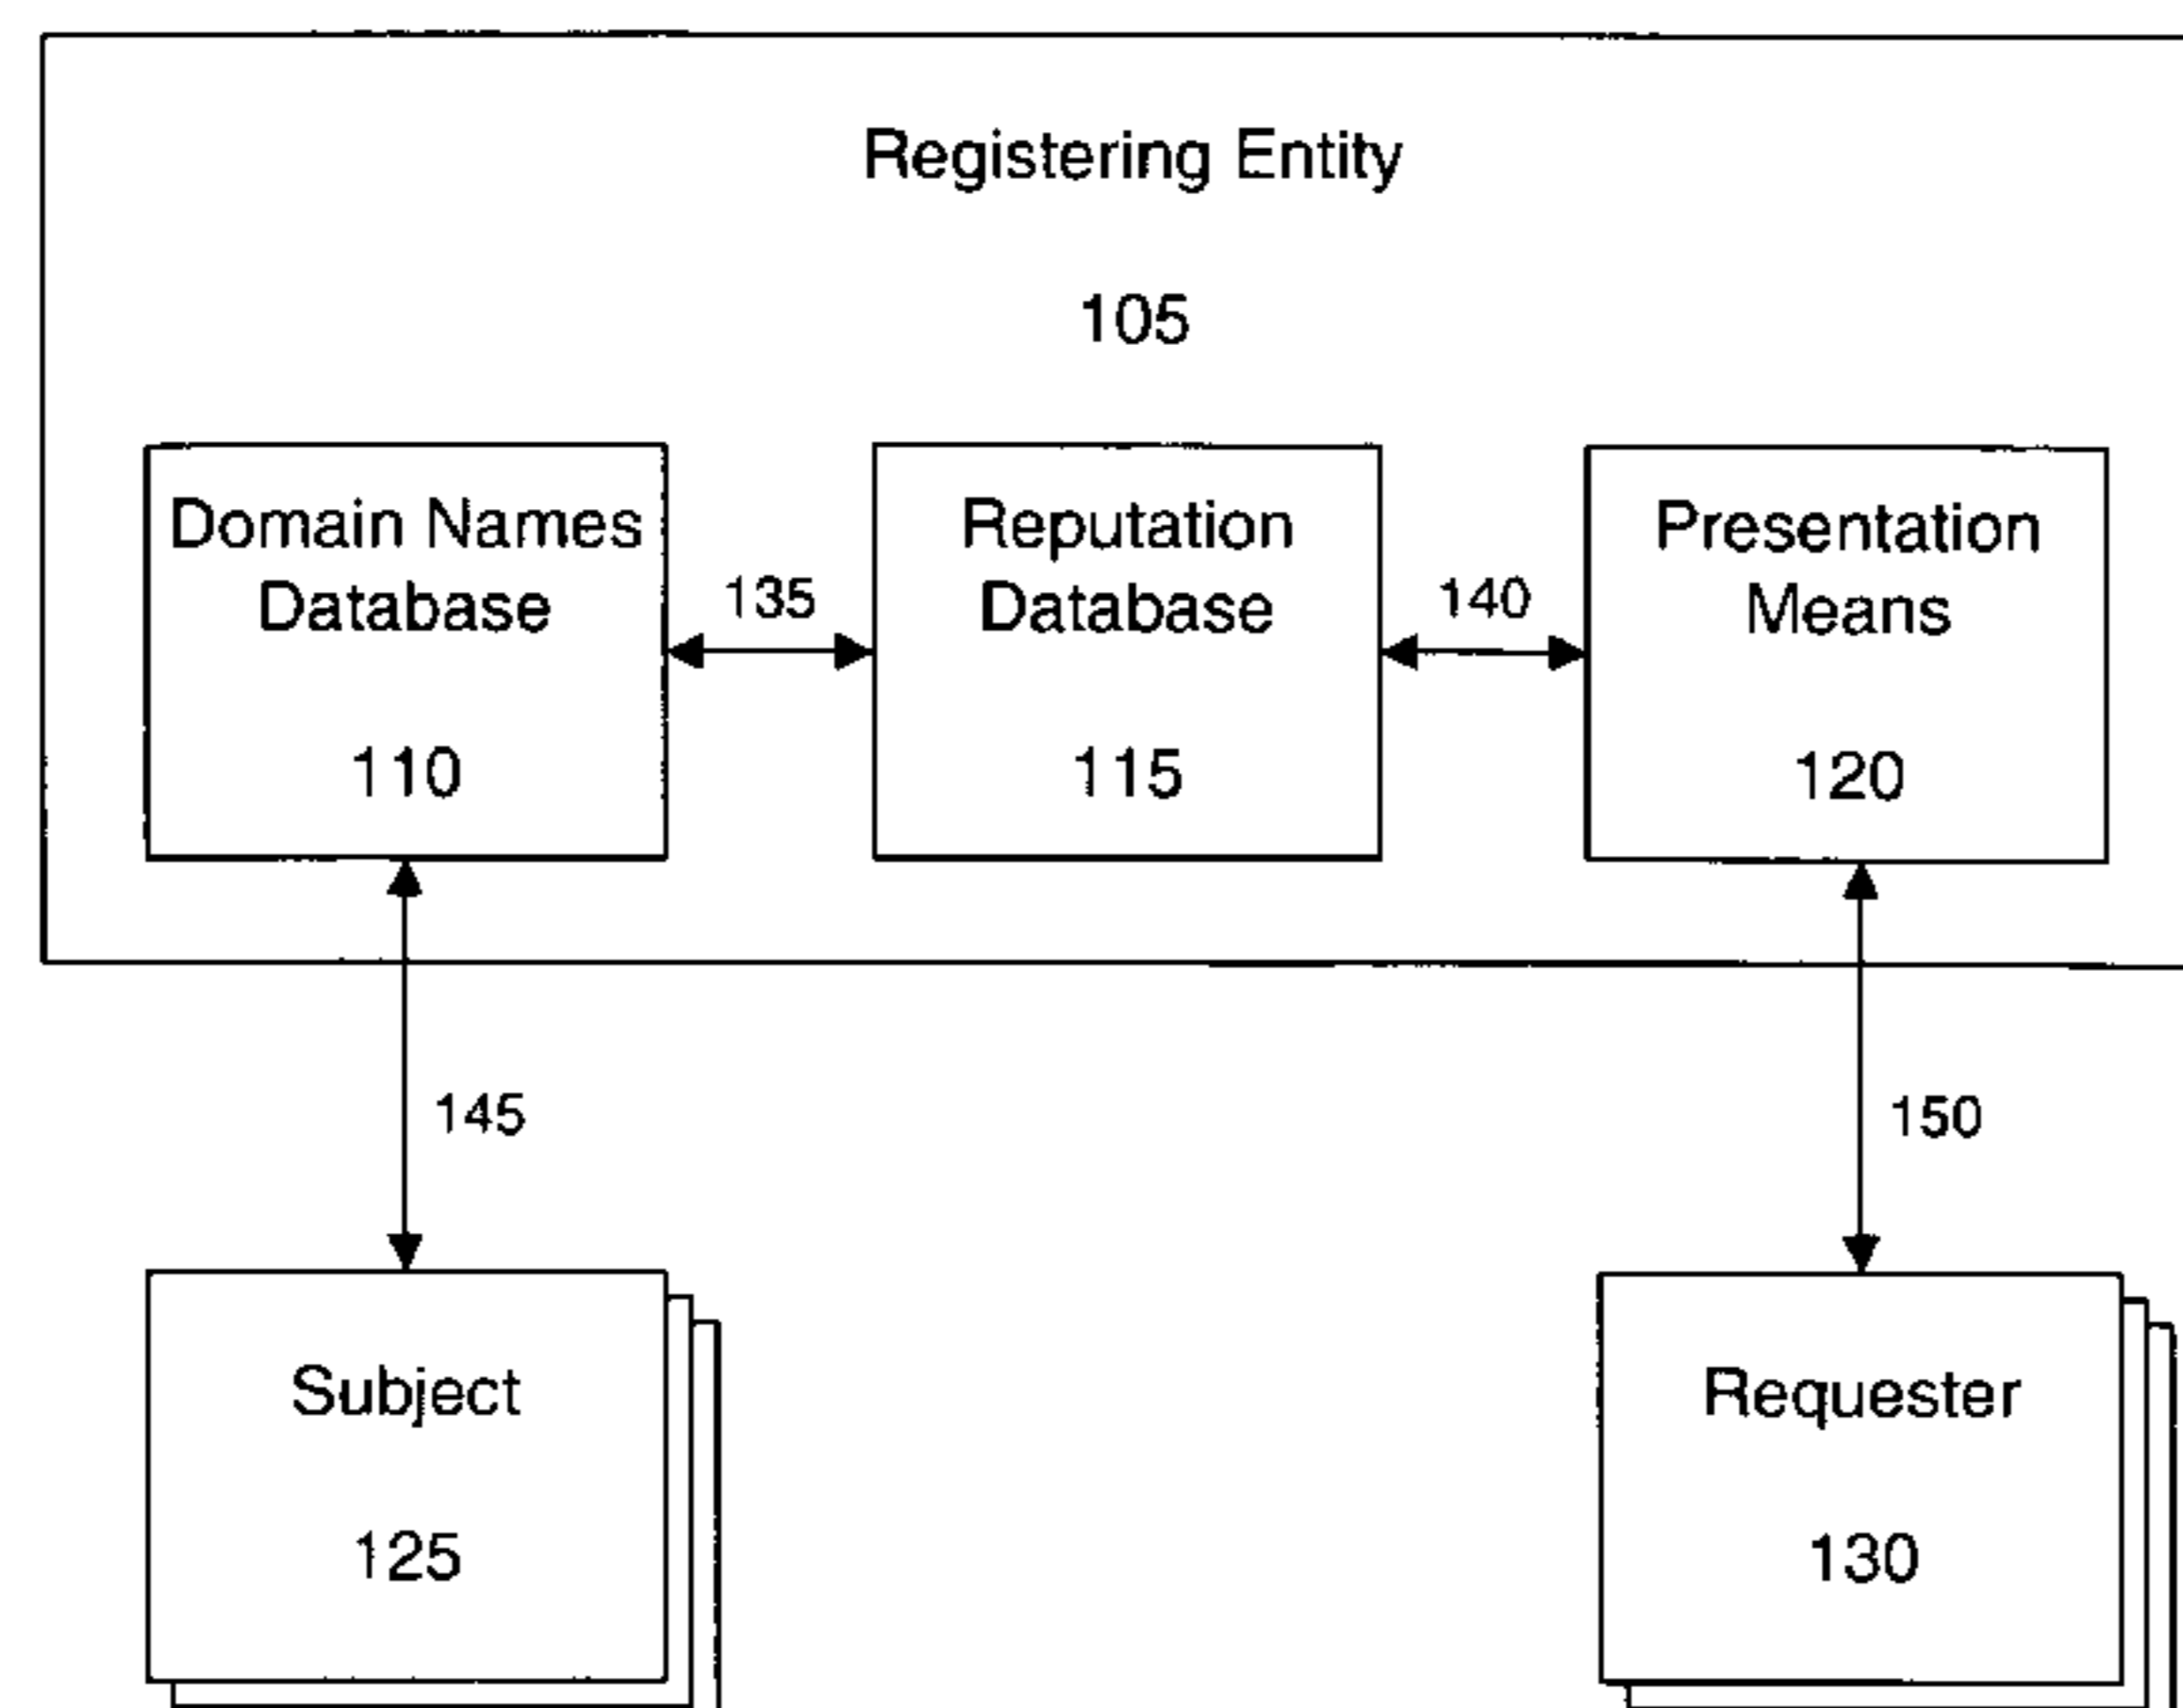 Registering Entity
105
Domain Names
Database
110
135
Reputation
Database
115
140
Presentation
Means
120
145
150
Subject
125
Requester
130